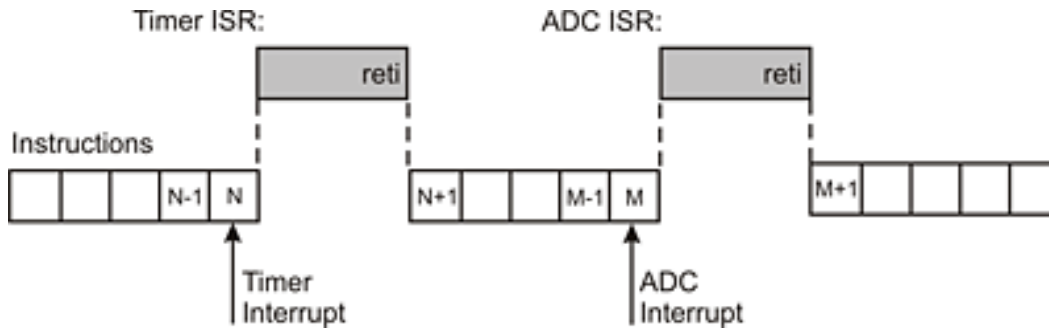 Timer ISR:
ADC ISR:
reti
reti
Instructions
N-1 N
N+1
M-1 M
M+1
Timer
Interrupt
ADC
Interrupt